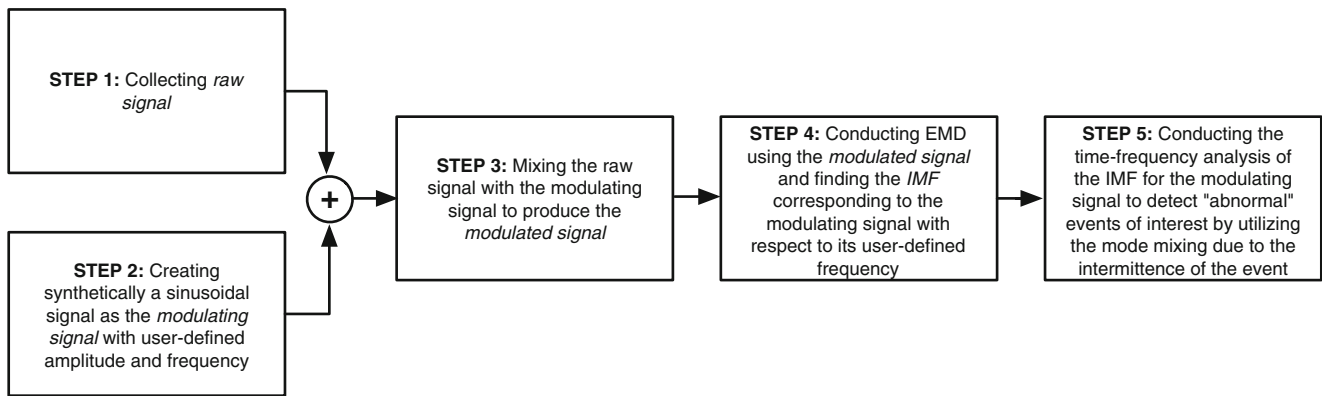 STEP 1: Collecting raw
signal
STEP 2: Creating
synthetically a sinusoidal
signal as the modulating
signal with user-defined
amplitude and frequency
+
STEP 3: Mixing the raw
signal with the modulating
signal to produce the
modulated signal
STEP 4: Conducting EMD
using the modulated signal
and finding the IMF
corresponding to the
modulating signal with
respect to its user-defined
frequency
STEP 5: Conducting the
time-frequency analysis of
the IMF for the modulating
signal to detect "abnormal"
events of interest by utilizing
the mode mixing due to the
intermittence of the event